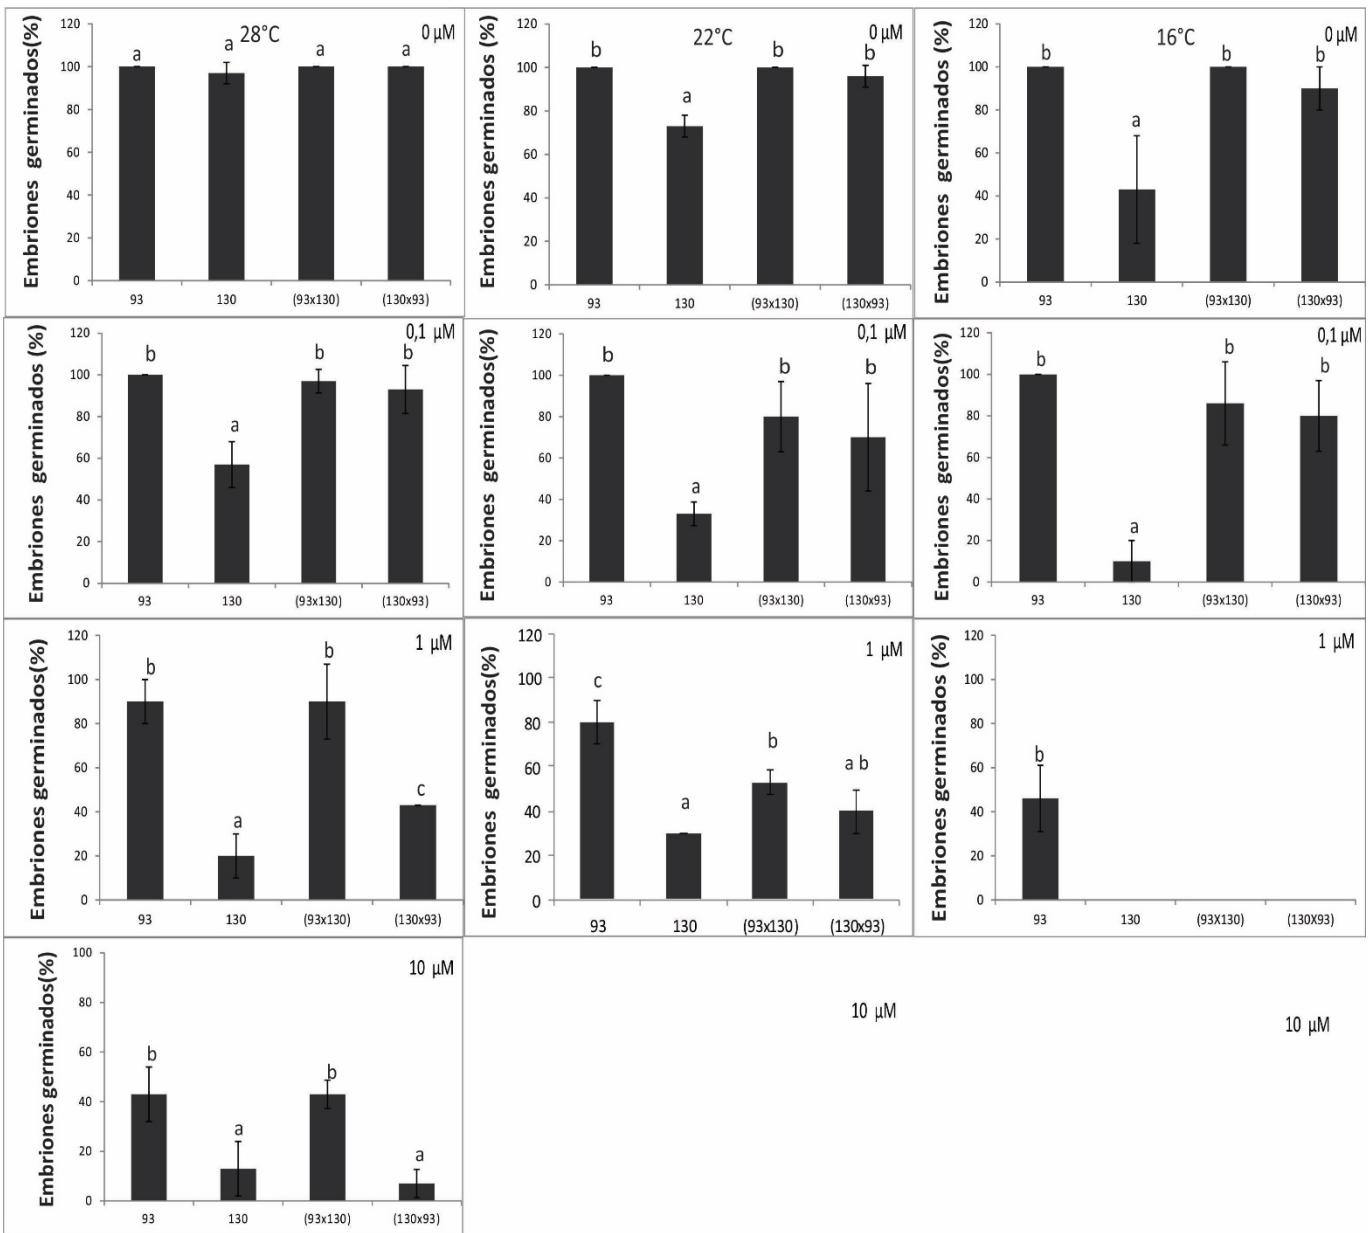 Embriones germinados(%)
28°C
0 µM
120
100
80
60
40
20
0
a
a
a
a
93
130
(93x130)
(130x93)
Embriones germinados (%)
22°C
0 µM
120
100
80
60
40
20
0
b
a
b
b
93
130
(93x130)
(130x93)
Embriones germinados (%)
16°C
0 µM
120
100
80
60
40
20
0
b
a
b
b
93
130
(93x130)
(130x93)
Embriones germinados (%)
0,1 µM
120
100
80
60
40
20
0
b
a
b
b
93
130
(93x130)
(130x93)
Embriones germinados(%)
0,1 µM
120
100
80
60
40
20
0
b
a
b
b
93
130
(93x130)
(130x93)
Embriones germinados(%)
0,1 µM
120
100
80
60
40
20
0
b
a
b
b
93
130
(93x130)
(130x93)
Embriones germinados(%)
1 µM
120
100
80
60
40
20
0
b
a
b
c
93
130
(93x130)
(130x93)
Embriones germinados(%)
1 µM
120
100
80
60
40
20
0
c
a
b
a b
93
130
(93x130)
(130x93)
Embriones germinados (%)
1 µM
120
100
80
60
40
20
0
b
93
130
(93X130)
(130X93)
Embriones germinados(%)
10 µM
100
80
60
40
20
0
b
a
b
a
93
130
(93x130)
(130x93)
10 µM
10 µM